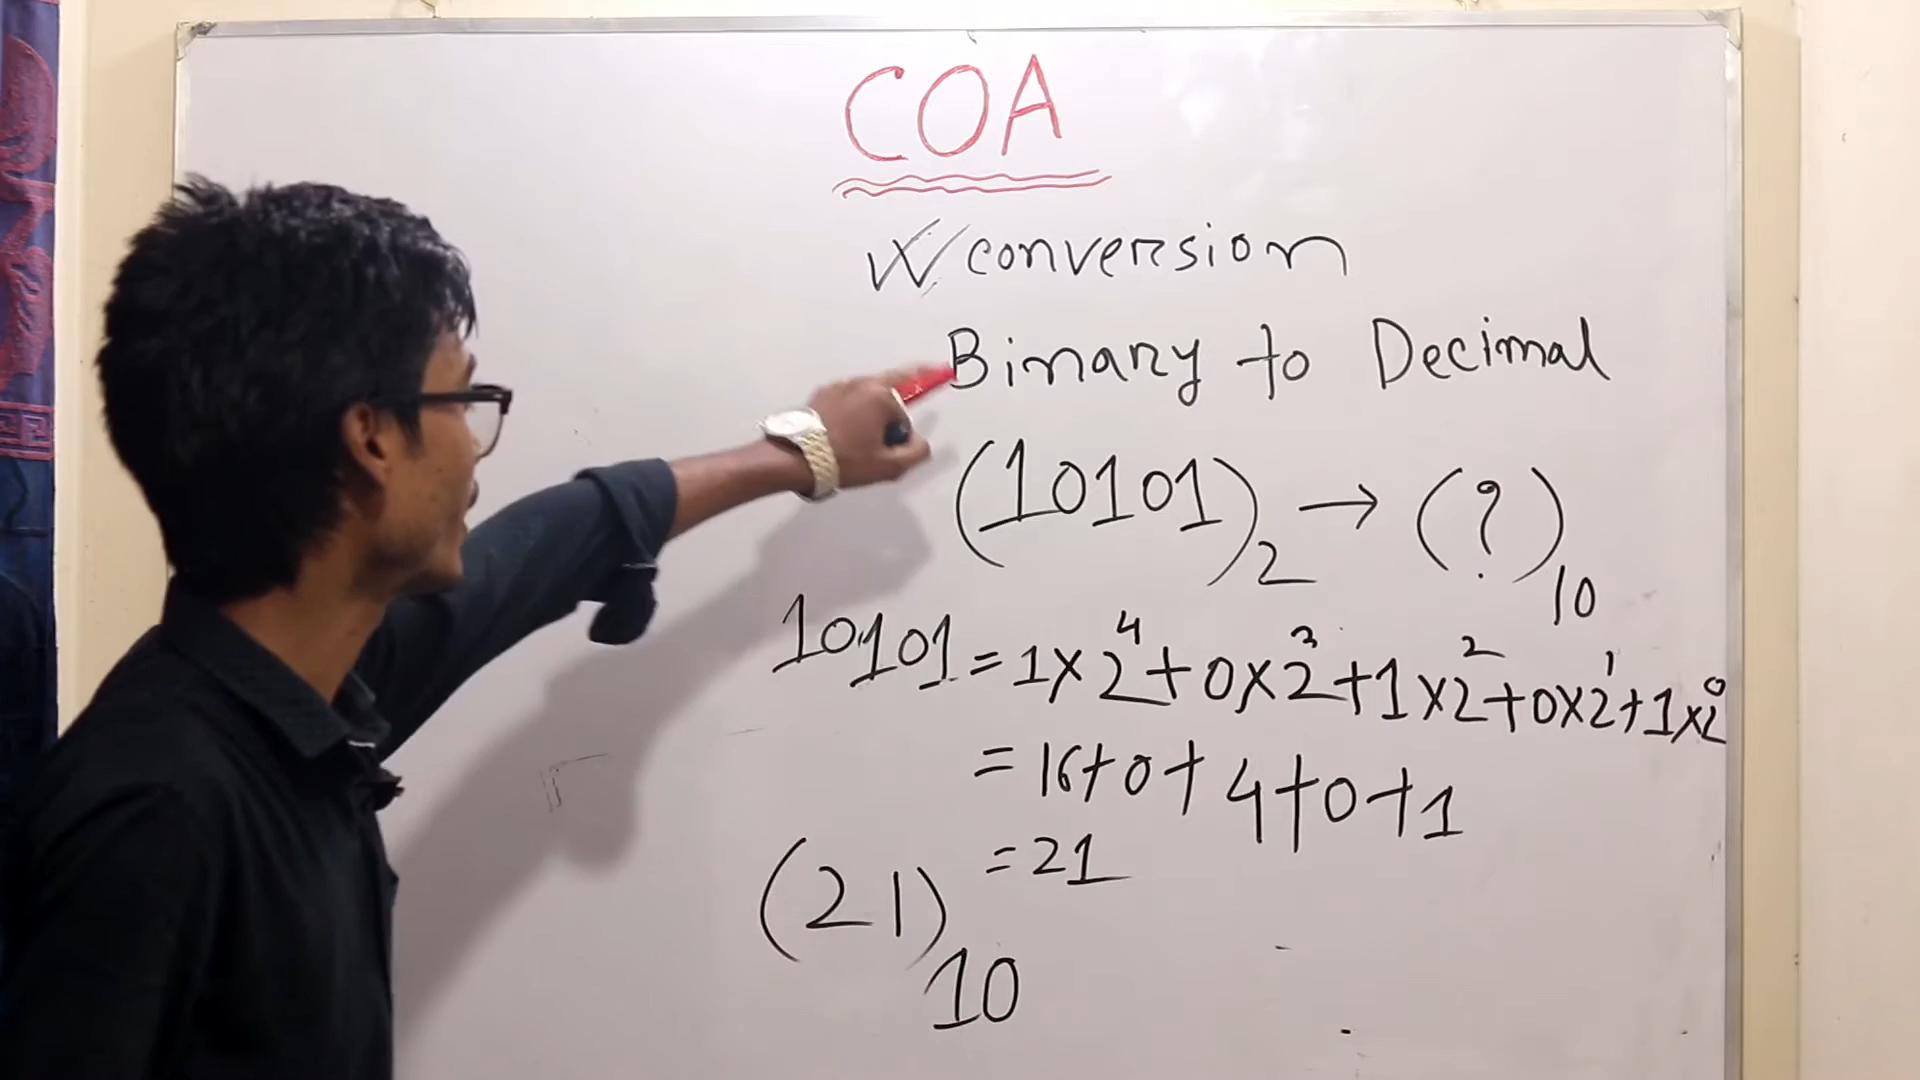 COA
conversion
Binary to Decimal
(10101)₂ → (?)₁₀
10101 = 1×2⁴+0×2³+1×2²+0×2¹+1×2⁰
= 16+0+4+0+1
= 21
(21)₁₀